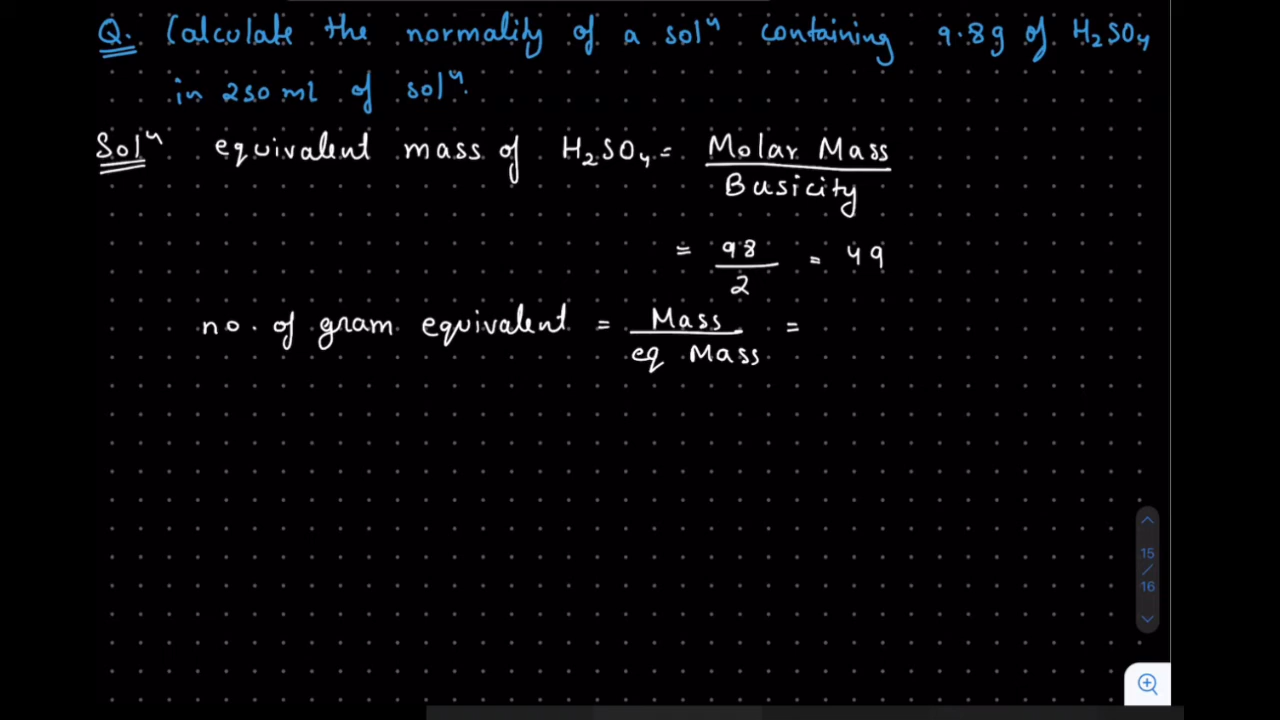 Q. Calculate the normality of a solⁿ containing 9.8g of H₂SO₄
in 250 ml of solⁿ.
Solⁿ equivalent mass of H₂SO₄ = Molar Mass / Basicity
= 98 / 2 = 49
no. of gram equivalent = Mass / eq Mass =
15
/
16